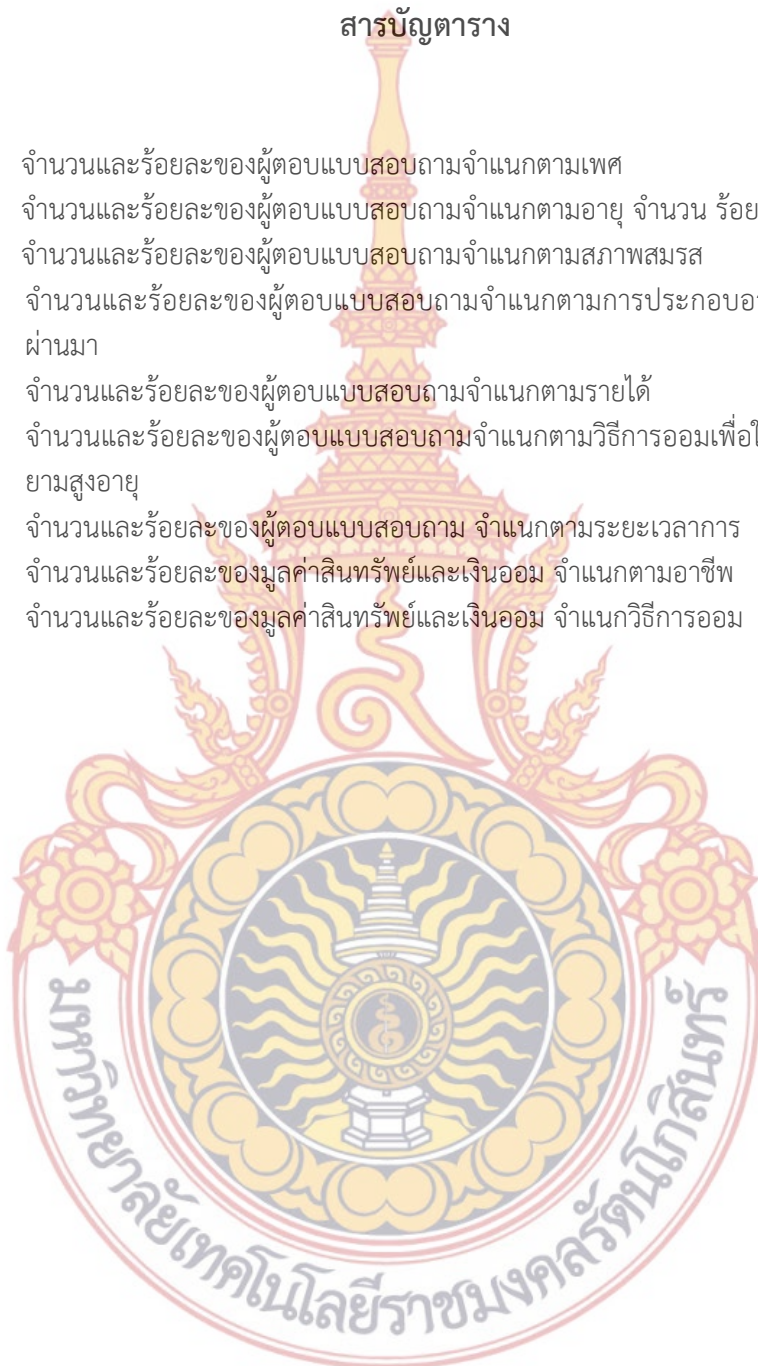 สารบัญตาราง
จำนวนและร้อยละของผู้ตอบแบบสอบถามจำแนกตามเพศ
จำนวนและร้อยละของผู้ตอบแบบสอบถามจำแนกตามอายุ จำนวน ร้อย
จำนวนและร้อยละของผู้ตอบแบบสอบถามจำแนกตามสภาพสมรส
จำนวนและร้อยละของผู้ตอบแบบสอบถามจำแนกตามการประกอบอา
ผ่านมา
จำนวนและร้อยละของผู้ตอบแบบสอบถามจำแนกตามรายได้
จำนวนและร้อยละของผู้ตอบแบบสอบถามจำแนกตามวิธีการออมเพื่อใ
ยามสูงอายุ
จำนวนและร้อยละของผู้ตอบแบบสอบถาม จำแนกตามระยะเวลาการ
จำนวนและร้อยละของมูลค่าสินทรัพย์และเงินออม จำแนกตามอาชีพ
จำนวนและร้อยละของมูลค่าสินทรัพย์และเงินออม จำแนกวิธีการออม
มหาวิทยาลัยเทคโนโลยีราชมงคลรัตนโกสินทร์